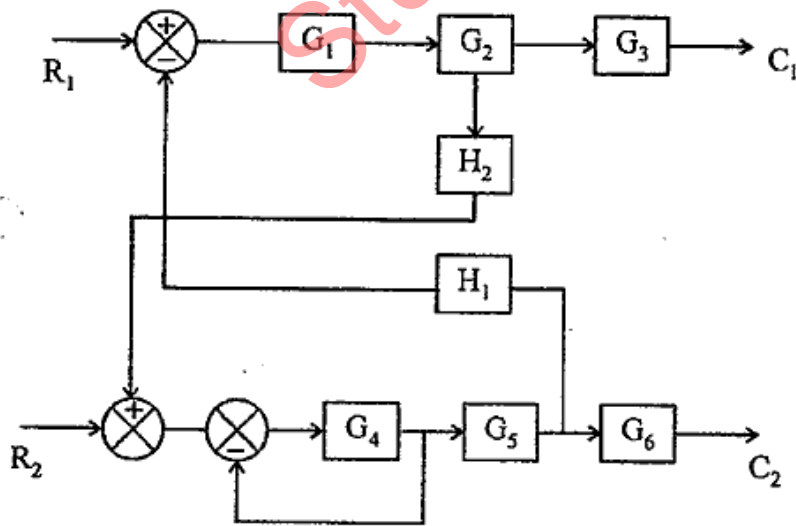 G₁ G₂ G₃
R₁ + − C₁
H₂
H₁
+
R₂ − G₄ G₅ G₆ C₂